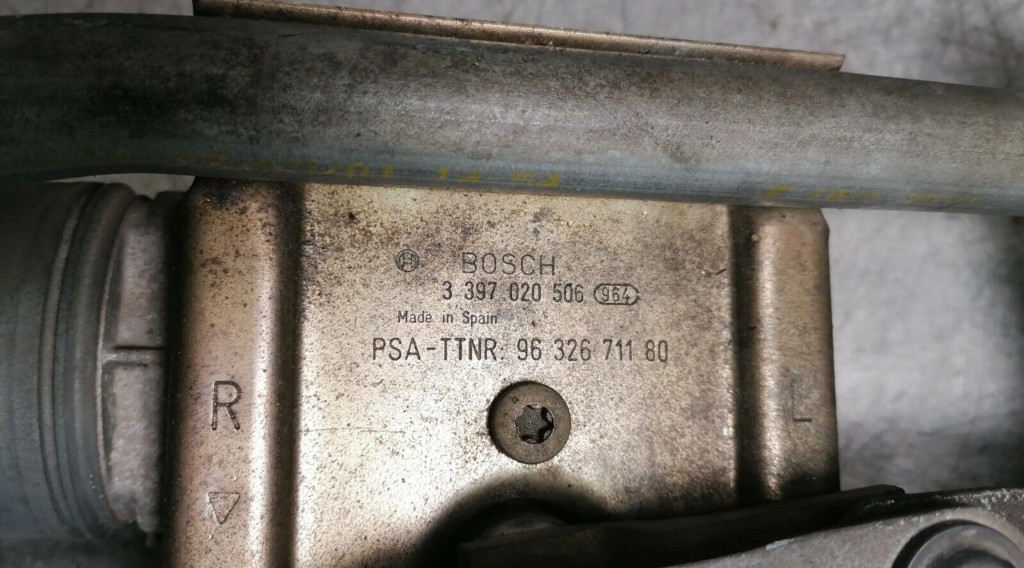 BOSCH
3 397 020 506 964
Made in Spain
PSA-TTNR: 96 326 711 80
R
L